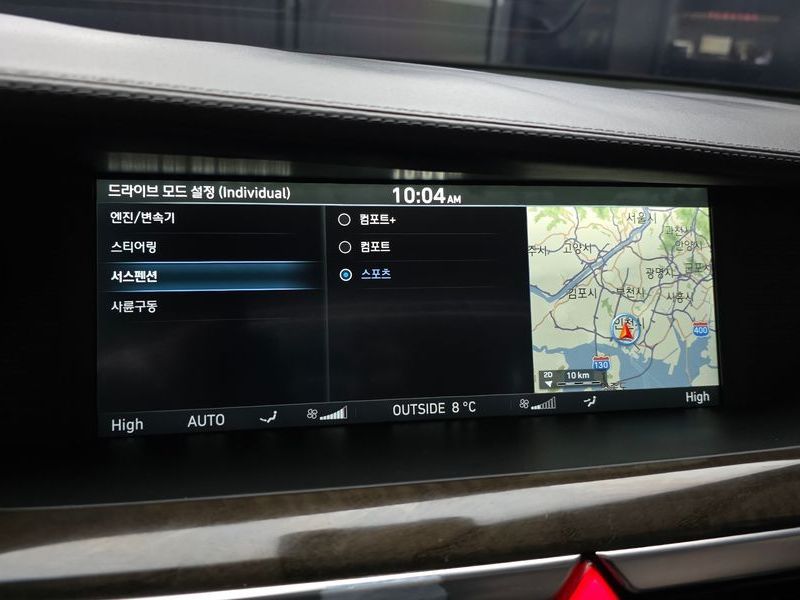 드라이브 모드 설정 (Individual)
10:04 AM
엔진/변속기
스티어링
서스펜션
사륜구동
컴포트+
컴포트
스포츠
서울시
과천시
고양시
안양시
광명시
김포시
부천시
시흥시
인천시
400
130
2D
10 km
High
AUTO
OUTSIDE 8 °C
High